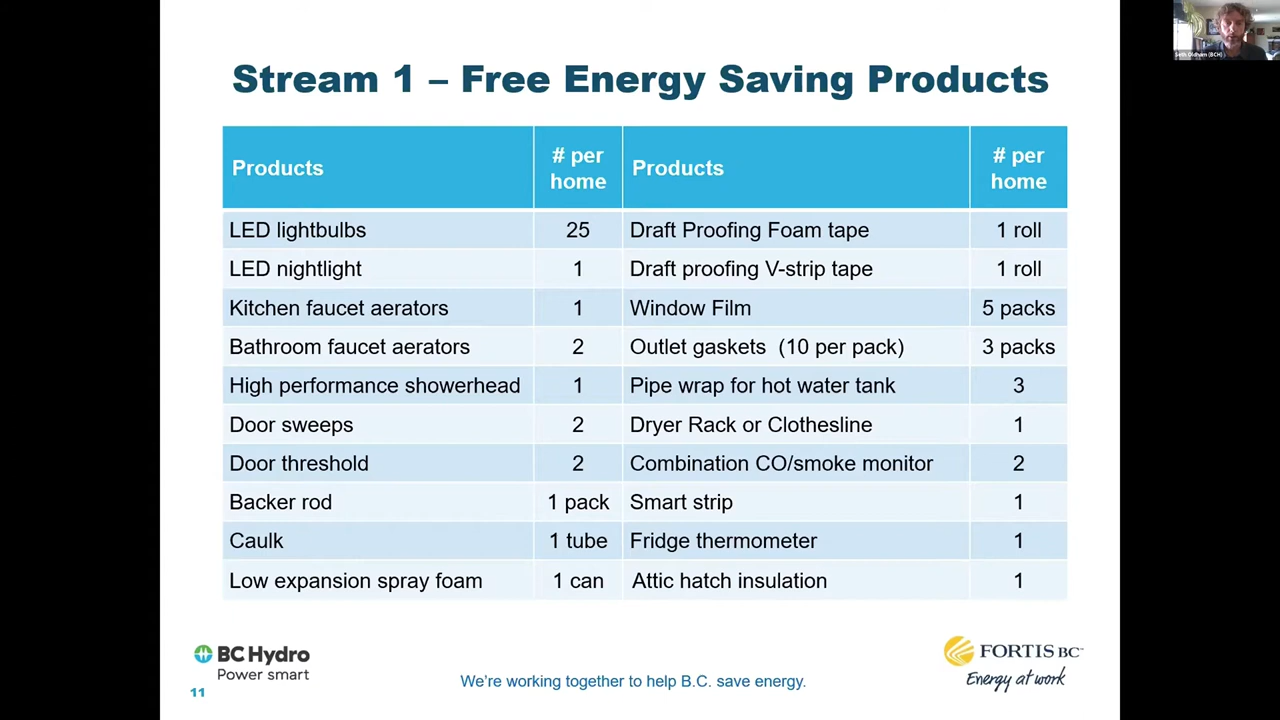 Stream 1 – Free Energy Saving Products
Products # per home Products # per home
LED lightbulbs 25 Draft Proofing Foam tape 1 roll
LED nightlight 1 Draft proofing V-strip tape 1 roll
Kitchen faucet aerators 1 Window Film 5 packs
Bathroom faucet aerators 2 Outlet gaskets (10 per pack) 3 packs
High performance showerhead 1 Pipe wrap for hot water tank 3
Door sweeps 2 Dryer Rack or Clothesline 1
Door threshold 2 Combination CO/smoke monitor 2
Backer rod 1 pack Smart strip 1
Caulk 1 tube Fridge thermometer 1
Low expansion spray foam 1 can Attic hatch insulation 1
BC Hydro
Power smart
FORTIS BC
Energy at work
We're working together to help B.C. save energy.
11
Oldham (BCH)